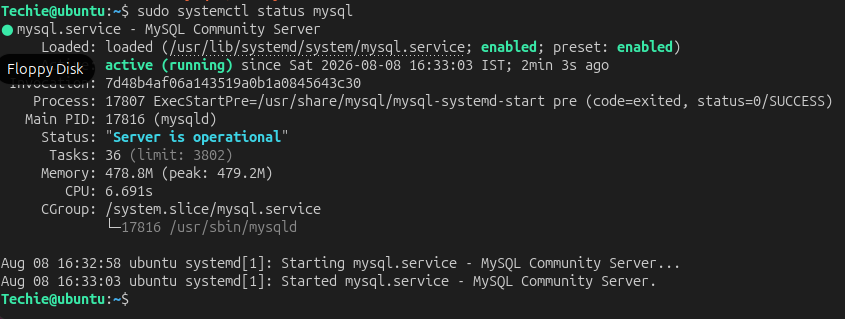 Techie@ubuntu:~$ sudo systemctl status mysql
● mysql.service - MySQL Community Server
Loaded: loaded (/usr/lib/systemd/system/mysql.service; enabled; preset: enabled)
Floppy Disk
active (running) since Sat 2026-08-08 16:33:03 IST; 2min 3s ago
Invocation: 7d48b4af06a143519a0b1a0845643c30
Process: 17807 ExecStartPre=/usr/share/mysql/mysql-systemd-start pre (code=exited, status=0/SUCCESS)
Main PID: 17816 (mysqld)
Status: "Server is operational"
Tasks: 36 (limit: 3802)
Memory: 478.8M (peak: 479.2M)
CPU: 6.691s
CGroup: /system.slice/mysql.service
└─17816 /usr/sbin/mysqld
Aug 08 16:32:58 ubuntu systemd[1]: Starting mysql.service - MySQL Community Server...
Aug 08 16:33:03 ubuntu systemd[1]: Started mysql.service - MySQL Community Server.
Techie@ubuntu:~$